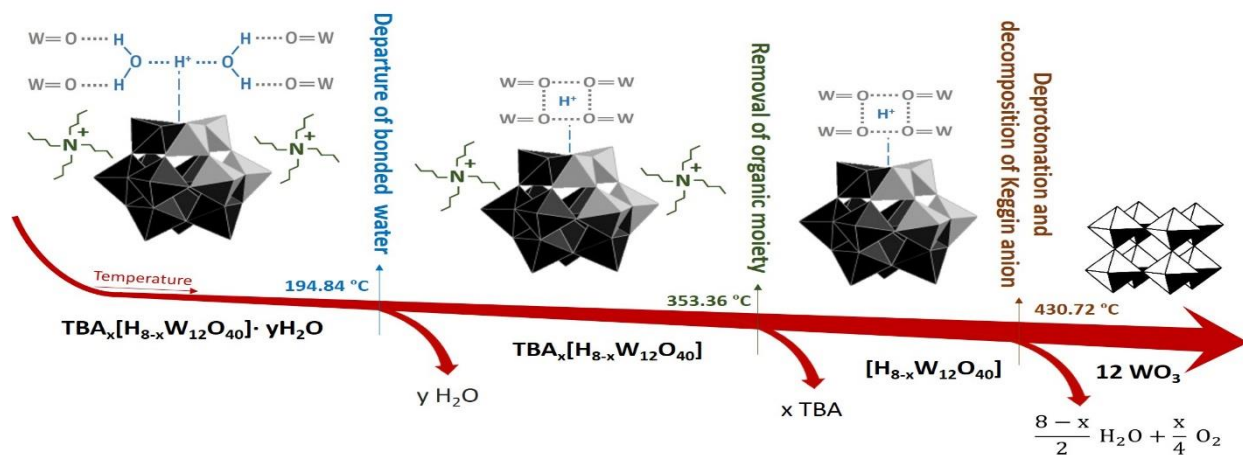 W=O H H O=W
O H⁺ O
W=O H H O=W
N⁺
N⁺
Departure of bonded water
W=O O=W
H⁺
W=O O=W
N⁺
N⁺
Removal of organic moiety
W=O O=W
H⁺
W=O O=W
Deprotonation and
decomposition of Keggin anion
Temperature
194.84 °C
353.36 °C
430.72 °C
TBAₓ[H₈₋ₓW₁₂O₄₀]· yH₂O
TBAₓ[H₈₋ₓW₁₂O₄₀]
[H₈₋ₓW₁₂O₄₀]
12 WO₃
y H₂O
x TBA
8 − x
2
H₂O +
x
4
O₂